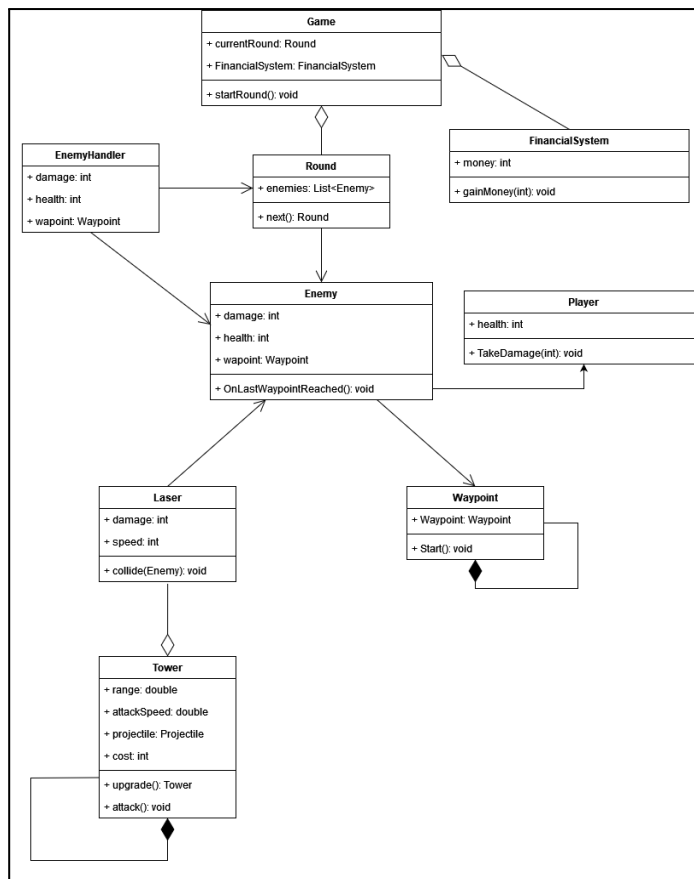 Game
+ currentRound: Round
+ FinancialSystem: FinancialSystem
+ startRound(): void
FinancialSystem
+ money: int
+ gainMoney(int): void
EnemyHandler
+ damage: int
+ health: int
+ wapoint: Waypoint
Round
+ enemies: List<Enemy>
+ next(): Round
Enemy
+ damage: int
+ health: int
+ wapoint: Waypoint
+ OnLastWaypointReached(): void
Player
+ health: int
+ TakeDamage(int): void
Laser
+ damage: int
+ speed: int
+ collide(Enemy): void
Waypoint
+ Waypoint: Waypoint
+ Start(): void
Tower
+ range: double
+ attackSpeed: double
+ projectile: Projectile
+ cost: int
+ upgrade(): Tower
+ attack(): void